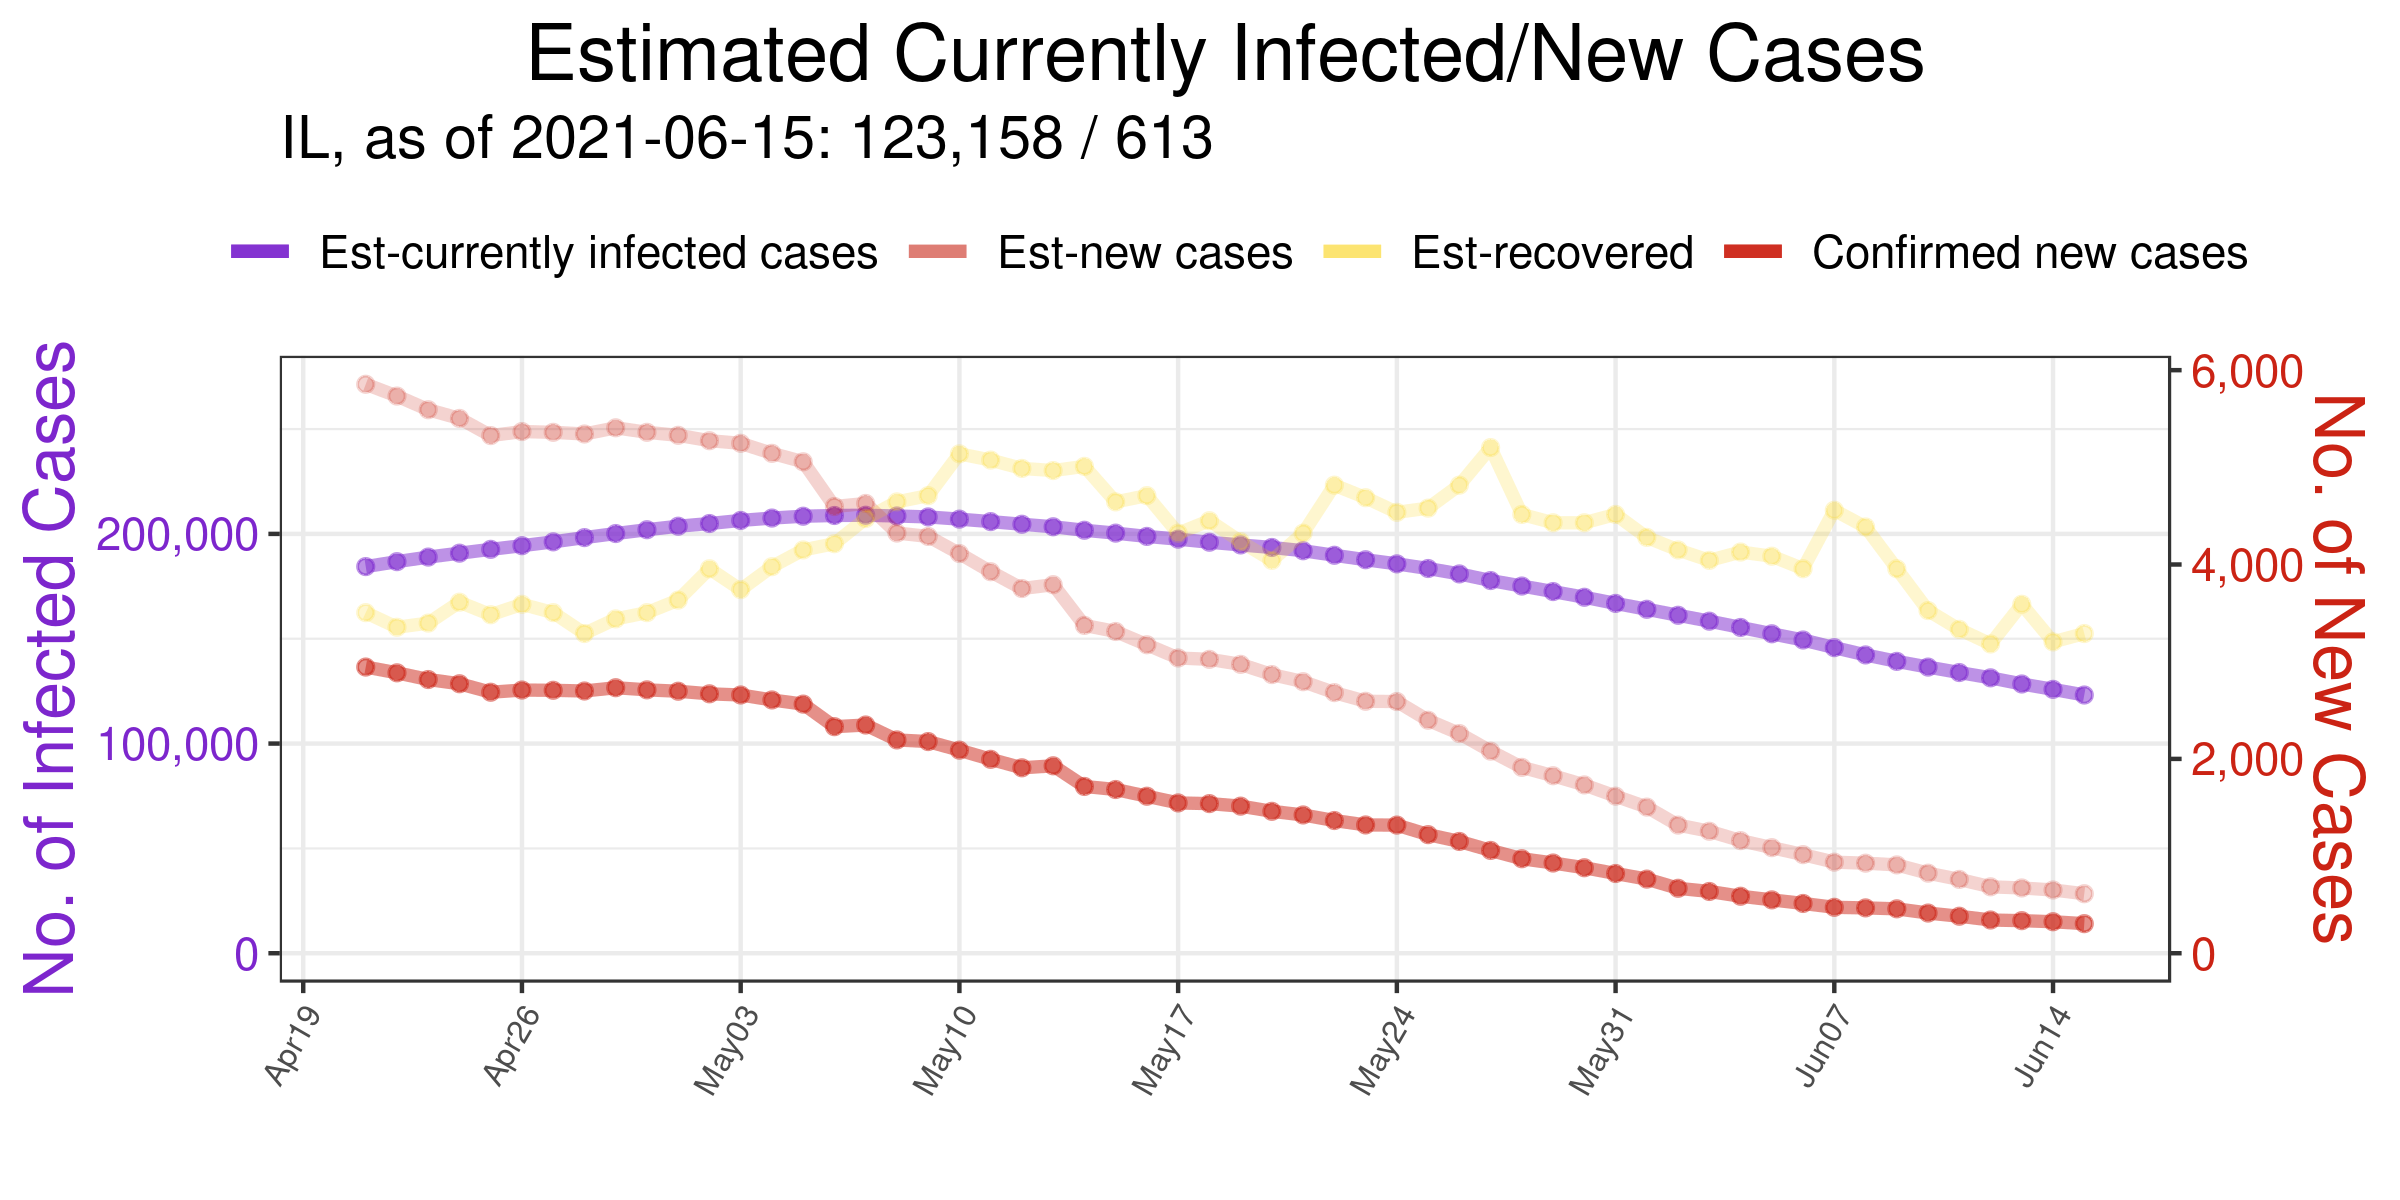 Estimated Currently Infected/New Cases
IL, as of 2021-06-15: 123,158 / 613
Est-currently infected cases Est-new cases Est-recovered Confirmed new cases
No. of Infected Cases
200,000
100,000
0
6,000
4,000
2,000
0
No. of New Cases
Apr19 Apr26 May03 May10 May17 May24 May31 Jun07 Jun14